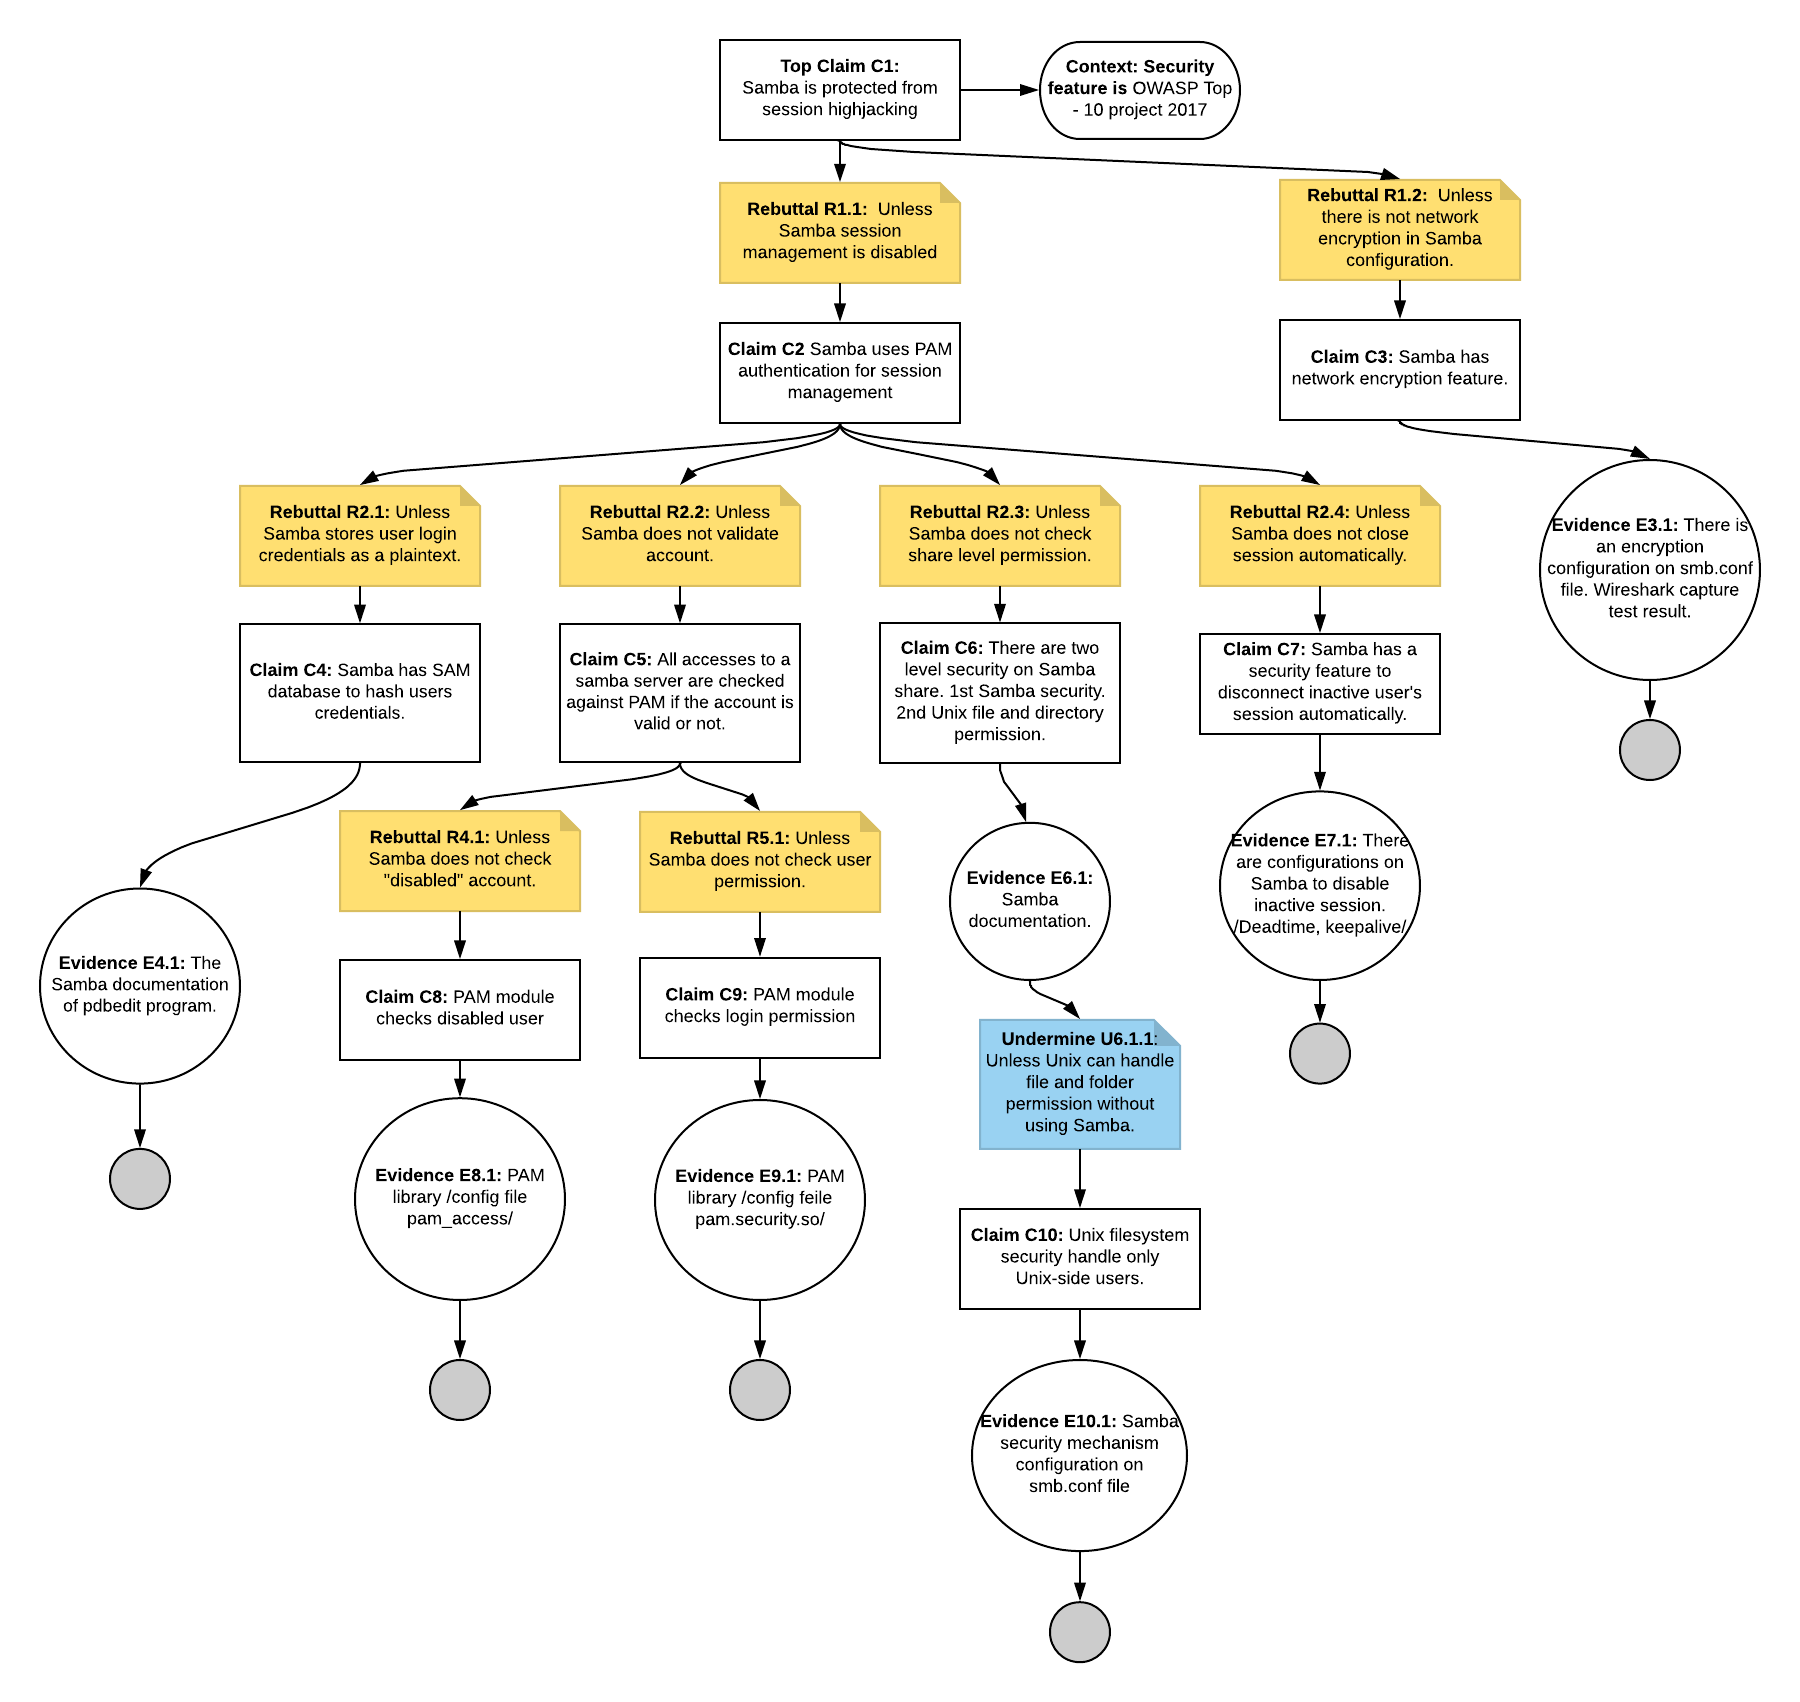 Top Claim C1:
Samba is protected from
session highjacking
Context: Security
feature is OWASP Top
- 10 project 2017
Rebuttal R1.1:  Unless
Samba session
management is disabled
Rebuttal R1.2:  Unless
there is not network
encryption in Samba
configuration.
Claim C2 Samba uses PAM
authentication for session
management
Claim C3: Samba has
network encryption feature.
Rebuttal R2.1: Unless
Samba stores user login
credentials as a plaintext.
Rebuttal R2.2: Unless
Samba does not validate
account.
Rebuttal R2.3: Unless
Samba does not check
share level permission.
Rebuttal R2.4: Unless
Samba does not close
session automatically.
Evidence E3.1: There is
an encryption
configuration on smb.conf
file. Wireshark capture
test result.
Claim C4: Samba has SAM
database to hash users
credentials.
Claim C5: All accesses to a
samba server are checked
against PAM if the account is
valid or not.
Claim C6: There are two
level security on Samba
share. 1st Samba security.
2nd Unix file and directory
permission.
Claim C7: Samba has a
security feature to
disconnect inactive user's
session automatically.
Rebuttal R4.1: Unless
Samba does not check
"disabled" account.
Rebuttal R5.1: Unless
Samba does not check user
permission.
Evidence E6.1:
Samba
documentation.
Evidence E7.1: There
are configurations on
Samba to disable
inactive session.
/Deadtime, keepalive/
Evidence E4.1: The
Samba documentation
of pdbedit program.
Claim C8: PAM module
checks disabled user
Claim C9: PAM module
checks login permission
Undermine U6.1.1:
Unless Unix can handle
file and folder
permission without
using Samba.
Evidence E8.1: PAM
library /config file
pam_access/
Evidence E9.1: PAM
library /config feile
pam.security.so/
Claim C10: Unix filesystem
security handle only
Unix-side users.
Evidence E10.1: Samba
security mechanism
configuration on
smb.conf file